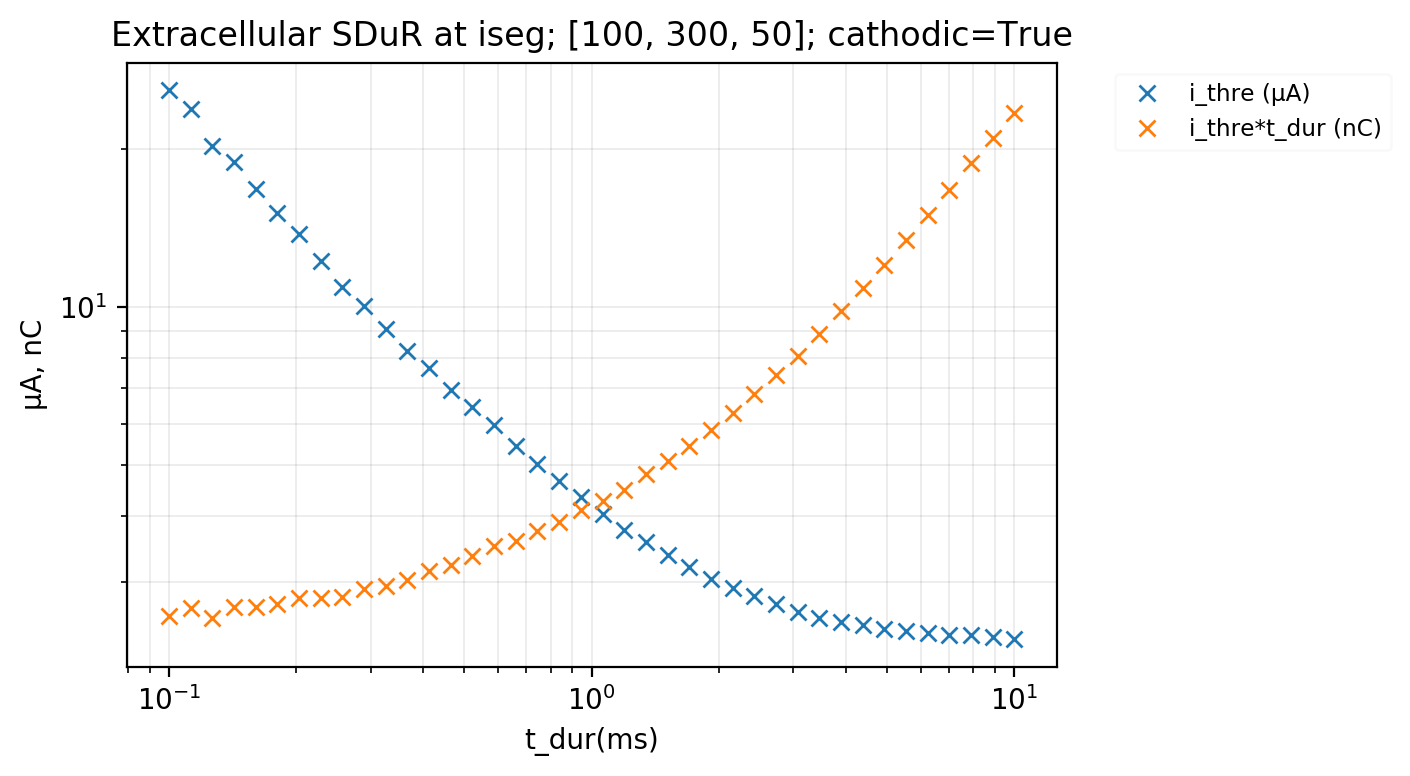 Extracellular SDuR at iseg; [100, 300, 50]; cathodic=True
i_thre (μA)
i_thre*t_dur (nC)
μA, nC
10¹
10⁻¹
10⁰
10¹
t_dur(ms)